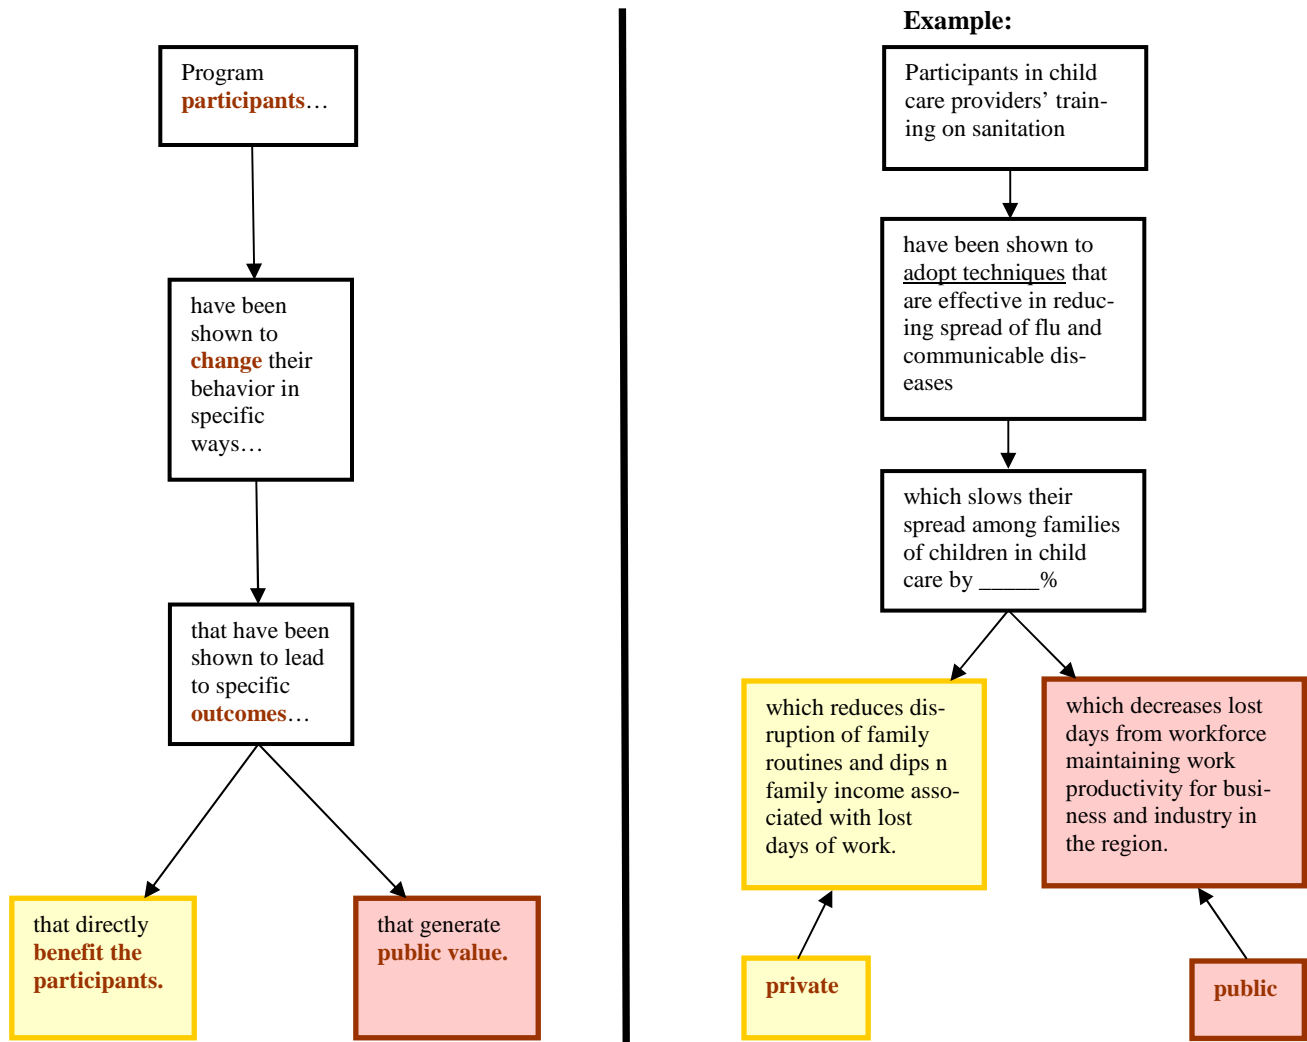 Program
participants…
have been
shown to
change their
behavior in
specific
ways…
that have been
shown to lead
to specific
outcomes…
that directly
benefit the
participants.
that generate
public value.
Example:
Participants in child
care providers’ train-
ing on sanitation
have been shown to
adopt techniques that
are effective in reduc-
ing spread of flu and
communicable dis-
eases
which slows their
spread among families
of children in child
care by _____%
which reduces dis-
ruption of family
routines and dips n
family income asso-
ciated with lost
days of work.
which decreases lost
days from workforce
maintaining work
productivity for busi-
ness and industry in
the region.
private
public